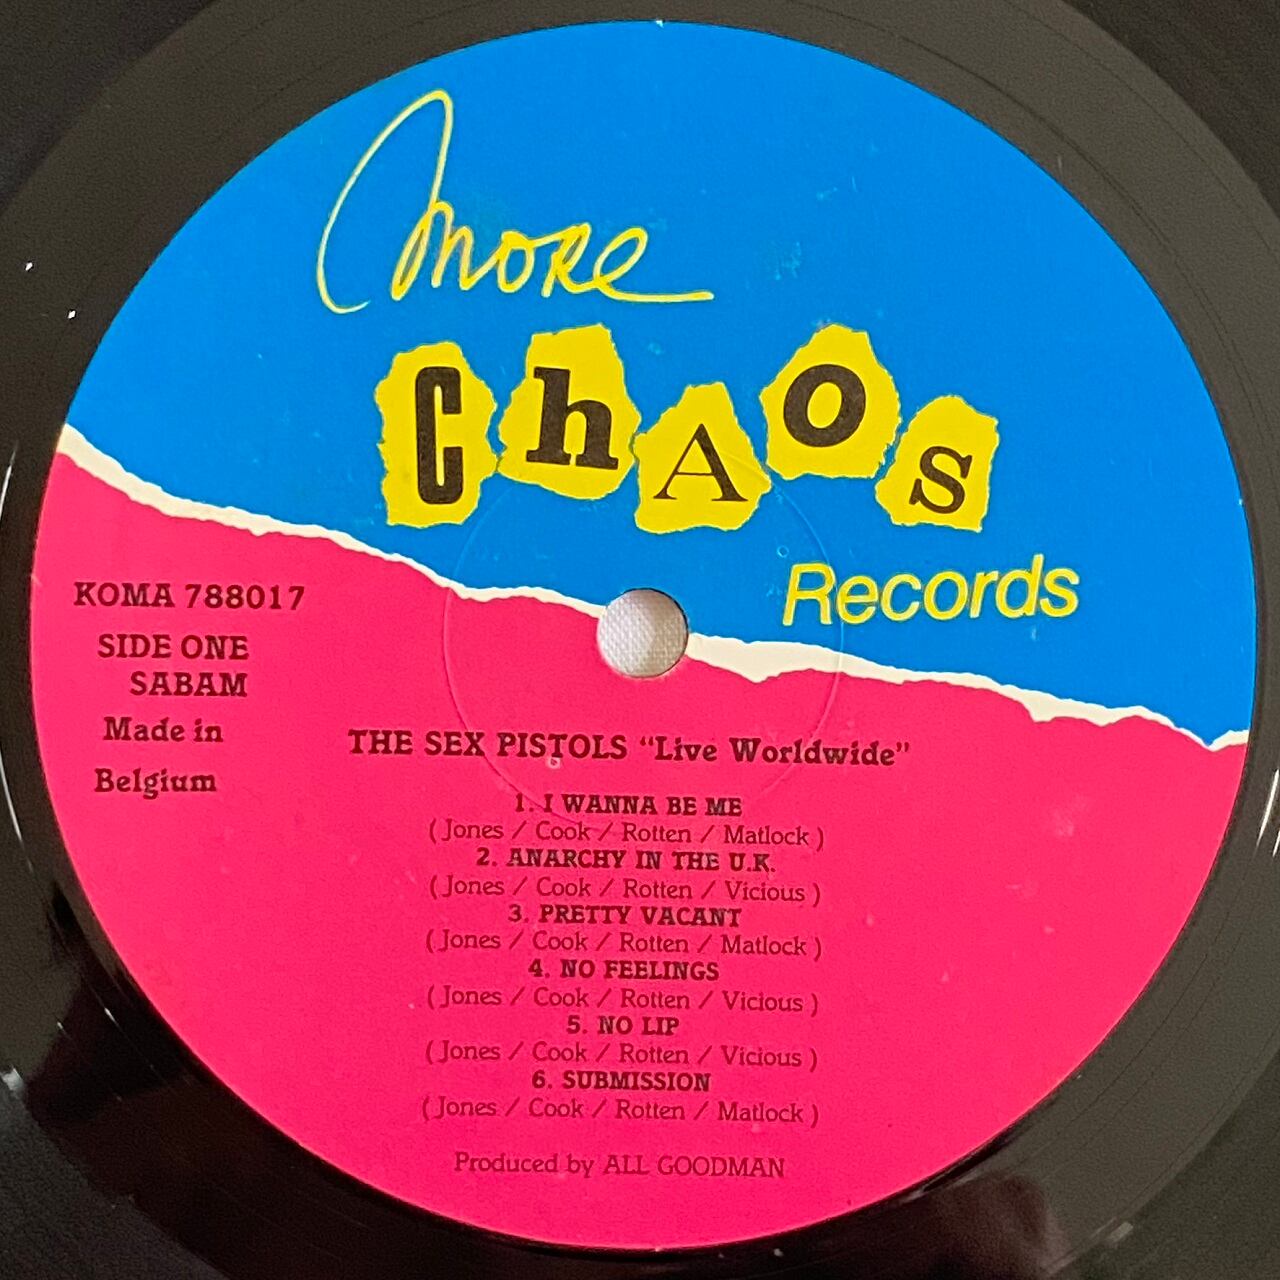 More
ChAos
Records
KOMA 788017
SIDE ONE
SABAM
Made in
Belgium
THE SEX PISTOLS "Live Worldwide"
1. I WANNA BE ME
( Jones / Cook / Rotten / Matlock )
2. ANARCHY IN THE U.K.
( Jones / Cook / Rotten / Vicious )
3. PRETTY VACANT
( Jones / Cook / Rotten / Matlock )
4. NO FEELINGS
( Jones / Cook / Rotten / Vicious )
5. NO LIP
( Jones / Cook / Rotten / Vicious )
6. SUBMISSION
( Jones / Cook / Rotten / Matlock )
Produced by ALL GOODMAN